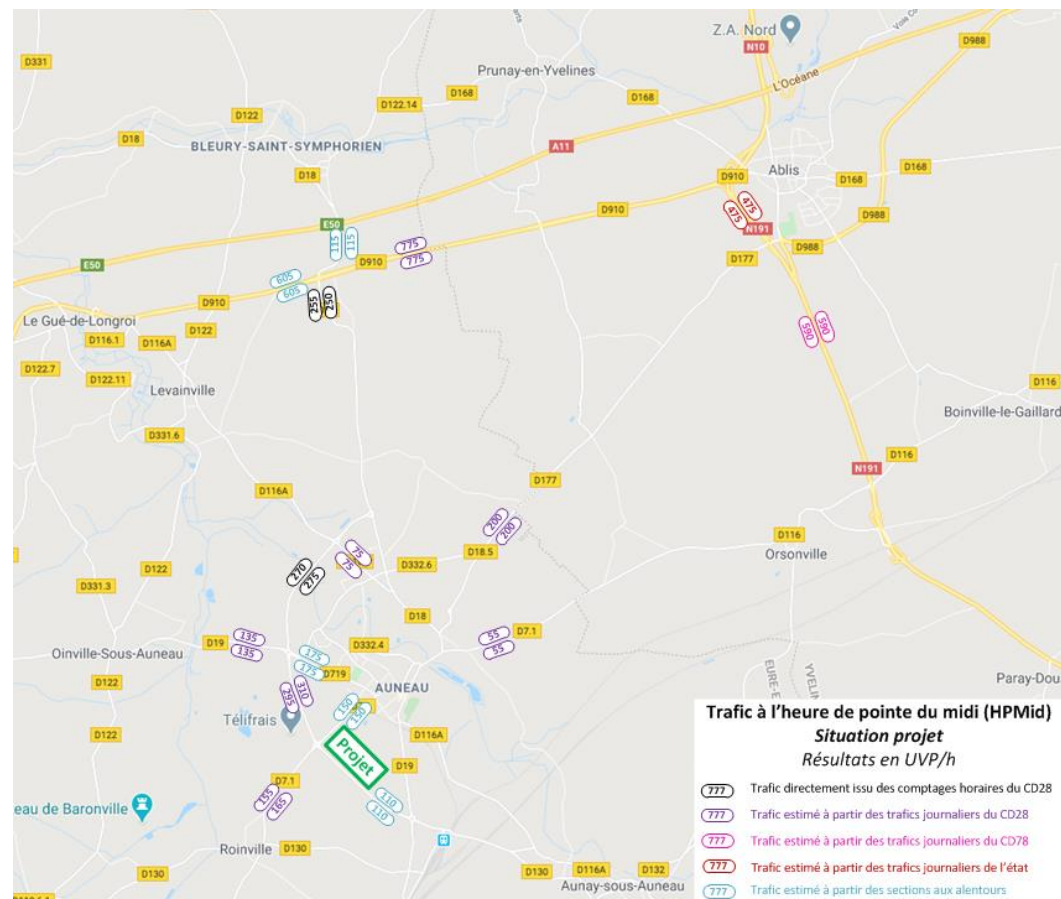 Z.A. Nord
D988
N10
Voie C
D331
Prunay-en-Yvelines
L'Océane
D168
D168
D122.14
D122
D18
BLEURY-SAINT-SYMPHORIEN
A11
Ablis
D168
D18
D910
D168
475
475
D910
E50
D988
115
115
N191
775
D988
E50
D910
775
D177
605
605
D910
255
250
590
590
Le Gué-de-Longroi
D122
D116.1
D116A
D122.7
D122.11
D116
Levainville
Boinville-le-Gaillard
D331.6
D116
N191
D177
D116A
200
200
D116
75
75
D18.5
Orsonville
D332.6
D122
270
275
D331.3
D18
135
55
D7.1
D19
135
55
D332.4
Oinville-Sous-Auneau
175
175
D719
D122
AUNEAU
310
295
Paray-Dou
EURE-E
YVELIN
150
150
Télifrais
D122
D116A
Projet
D19
D7.1
155
165
110
110
eau de Baronville
Roinville
D130
D130
D130
D116A
D132
Aunay-sous-Auneau
Trafic à l'heure de pointe du midi (HPMid)
Situation projet
Résultats en UVP/h
777 Trafic directement issu des comptages horaires du CD28
777 Trafic estimé à partir des trafics journaliers du CD28
777 Trafic estimé à partir des trafics journaliers du CD78
777 Trafic estimé à partir des trafics journaliers de l'état
777 Trafic estimé à partir des sections aux alentours